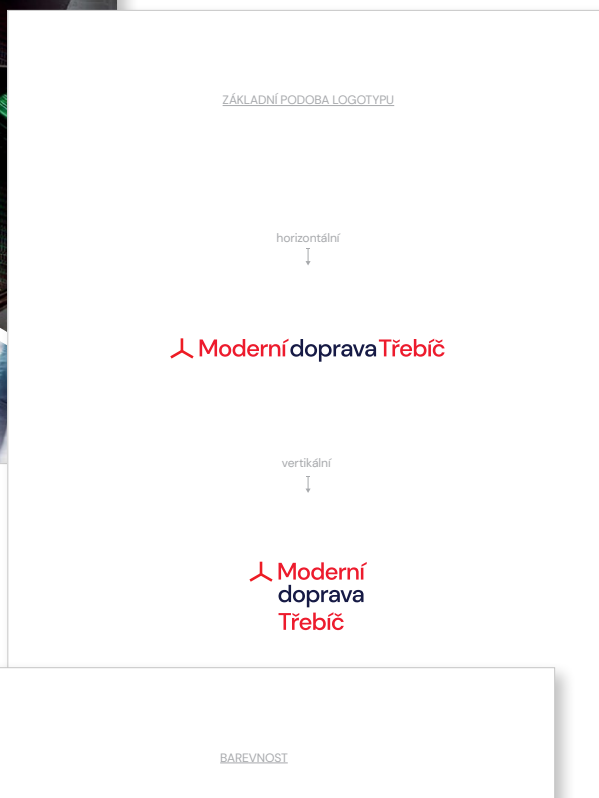 ZÁKLADNÍ PODOBA LOGOTYPU
horizontální
Moderní doprava Třebíč
vertikální
Moderní
doprava
Třebíč
BAREVNOST